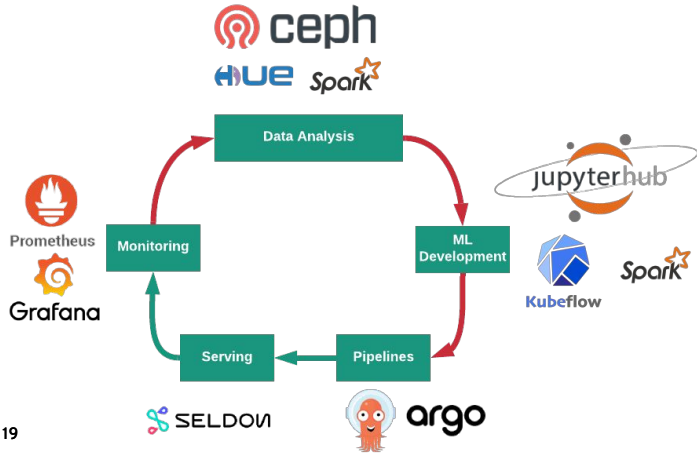 ceph
HUE Spark
Data Analysis
jupyterhub
Prometheus
Monitoring
ML
Development
Grafana
Kubeflow
Spark
Serving
Pipelines
SELDON
argo
19